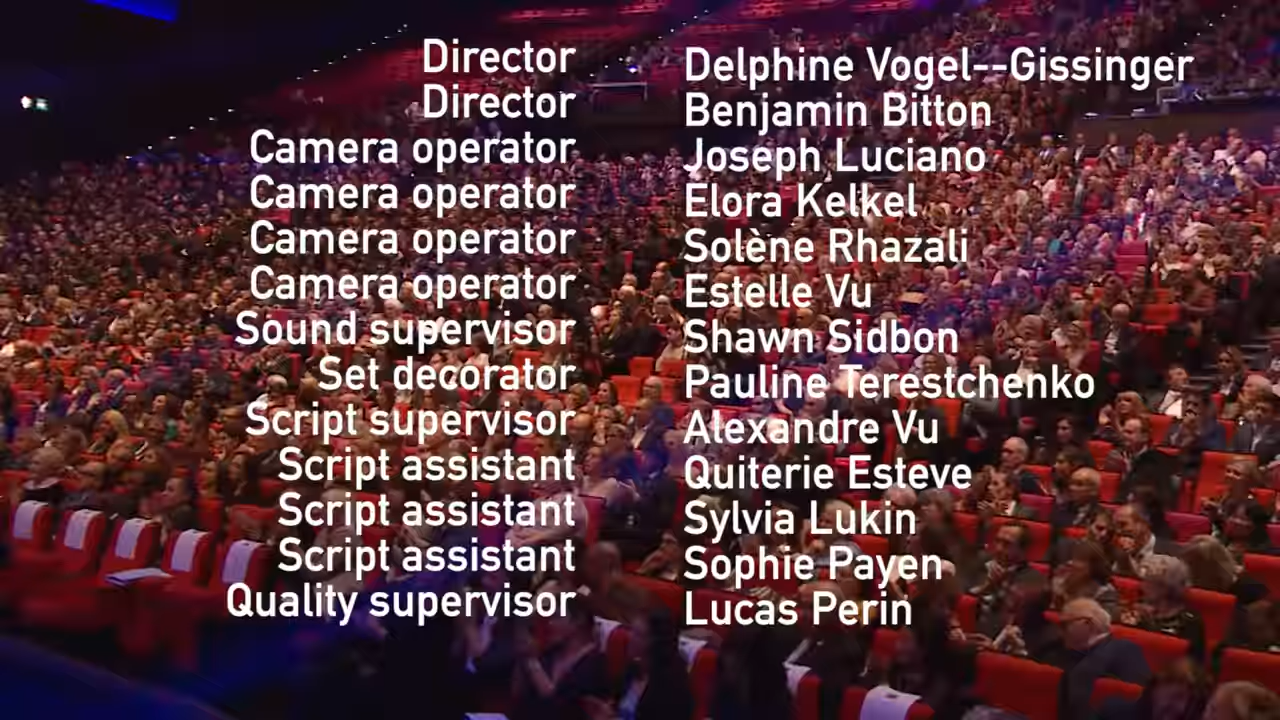 Director Delphine Vogel--Gissinger
Director Benjamin Bitton
Camera operator Joseph Luciano
Camera operator Elora Kelkel
Camera operator Solène Rhazali
Camera operator Estelle Vu
Sound supervisor Shawn Sidbon
Set decorator Pauline Terestchenko
Script supervisor Alexandre Vu
Script assistant Quiterie Esteve
Script assistant Sylvia Lukin
Script assistant Sophie Payen
Quality supervisor Lucas Perin